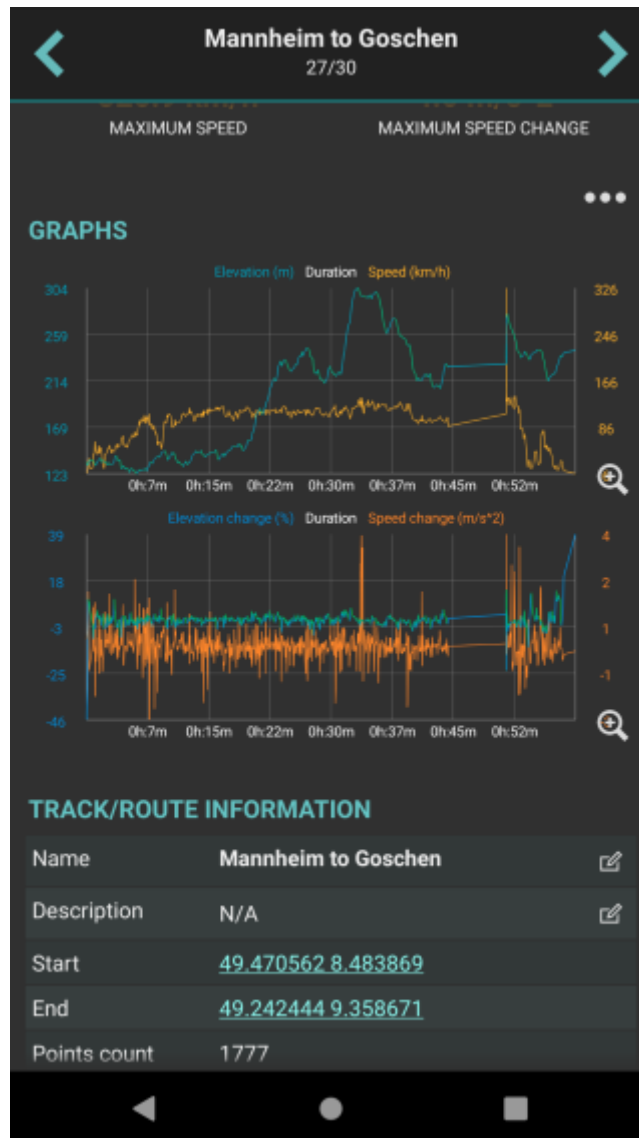 Mannheim to Goschen
27/30
MAXIMUM SPEED
MAXIMUM SPEED CHANGE
GRAPHS
Elevation (m) Duration Speed (km/h)
304
259
214
169
123
326
246
166
86
0h:7m 0h:15m 0h:22m 0h:30m 0h:37m 0h:45m 0h:52m
Elevation change (%) Duration Speed change (m/s^2)
39
18
-3
-25
-46
4
2
1
-1
0h:7m 0h:15m 0h:22m 0h:30m 0h:37m 0h:45m 0h:52m
TRACK/ROUTE INFORMATION
Name Mannheim to Goschen
Description N/A
Start 49.470562 8.483869
End 49.242444 9.358671
Points count 1777